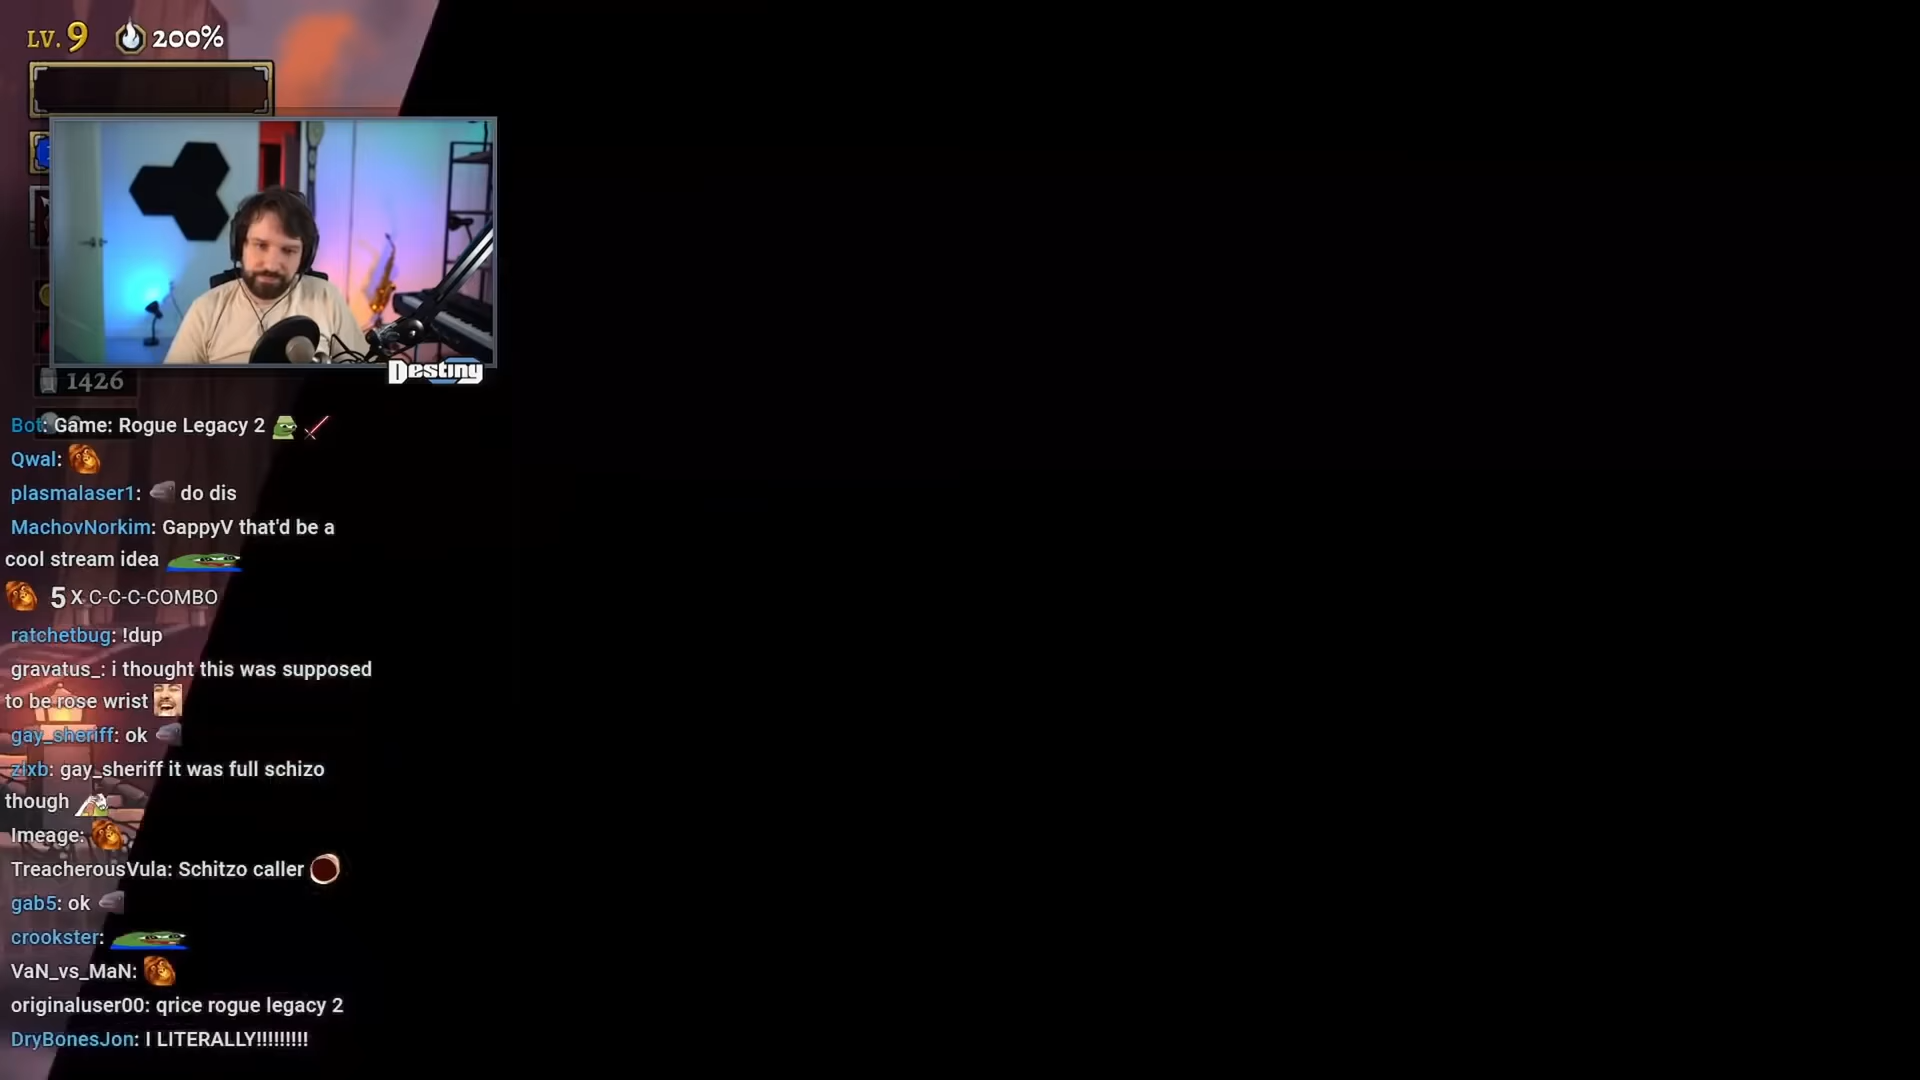 LV. 9 200%
Destiny
1426
Bot: Game: Rogue Legacy 2
Qwal:
plasmalaser1: do dis
MachovNorkim: GappyV that'd be a
cool stream idea
5 X C-C-C-COMBO
ratchetbug: !dup
gravatus_: i thought this was supposed
to be rose wrist
gay_sheriff: ok
zlxb: gay_sheriff it was full schizo
though
Imeage:
TreacherousVula: Schitzo caller
gab5: ok
crookster:
VaN_vs_MaN:
originaluser00: qrice rogue legacy 2
DryBonesJon: I LITERALLY!!!!!!!!!